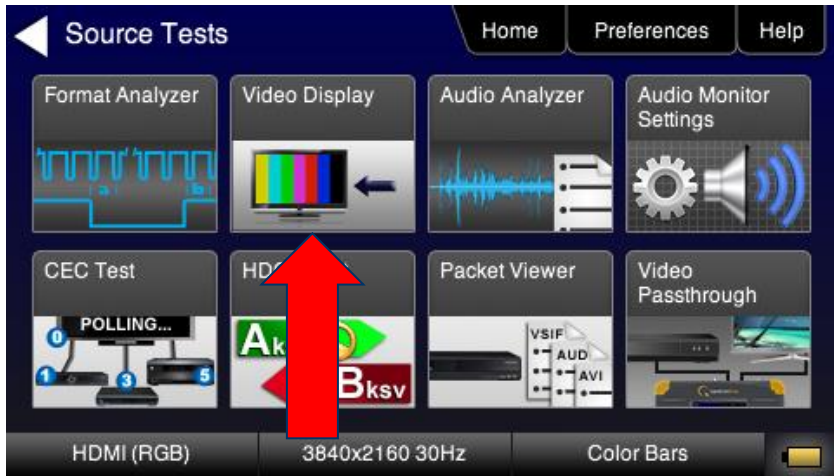 Source Tests
Home
Preferences
Help
Format Analyzer
Video Display
Audio Analyzer
Audio Monitor
Settings
a
b
CEC Test
Packet Viewer
Video
Passthrough
POLLING...
0
1
3
5
Bksv
VSIF
AUD
AVI
HDMI (RGB)
3840x2160 30Hz
Color Bars